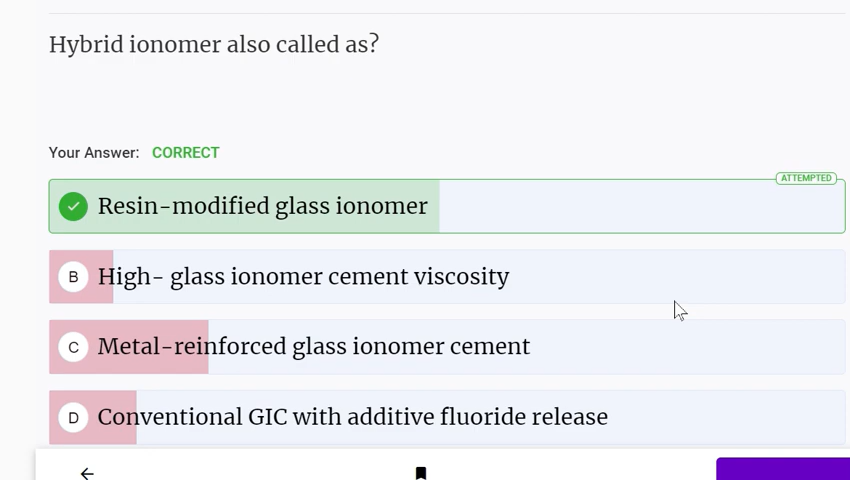 Hybrid ionomer also called as?
Your Answer: CORRECT
ATTEMPTED
Resin-modified glass ionomer
B High- glass ionomer cement viscosity
C Metal-reinforced glass ionomer cement
D Conventional GIC with additive fluoride release